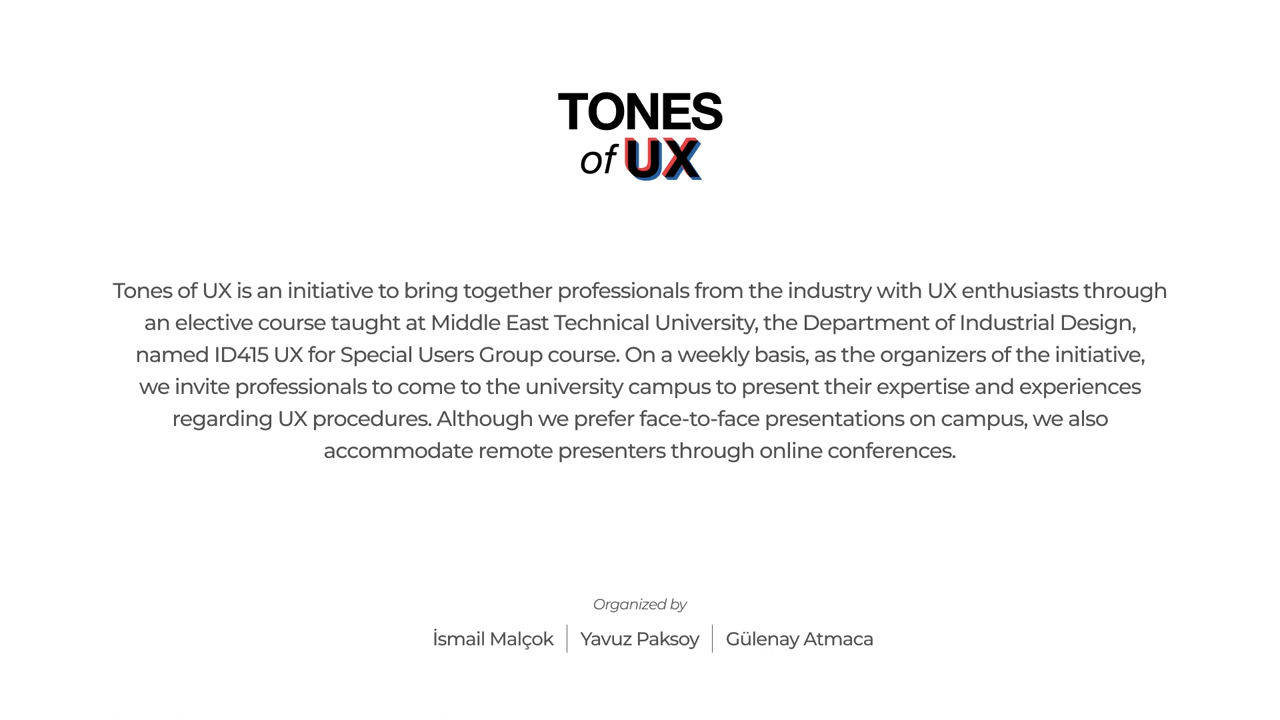 TONES
of UX
Tones of UX is an initiative to bring together professionals from the industry with UX enthusiasts through
an elective course taught at Middle East Technical University, the Department of Industrial Design,
named ID415 UX for Special Users Group course. On a weekly basis, as the organizers of the initiative,
we invite professionals to come to the university campus to present their expertise and experiences
regarding UX procedures. Although we prefer face-to-face presentations on campus, we also
accommodate remote presenters through online conferences.
Organized by
İsmail Malçok | Yavuz Paksoy | Gülenay Atmaca